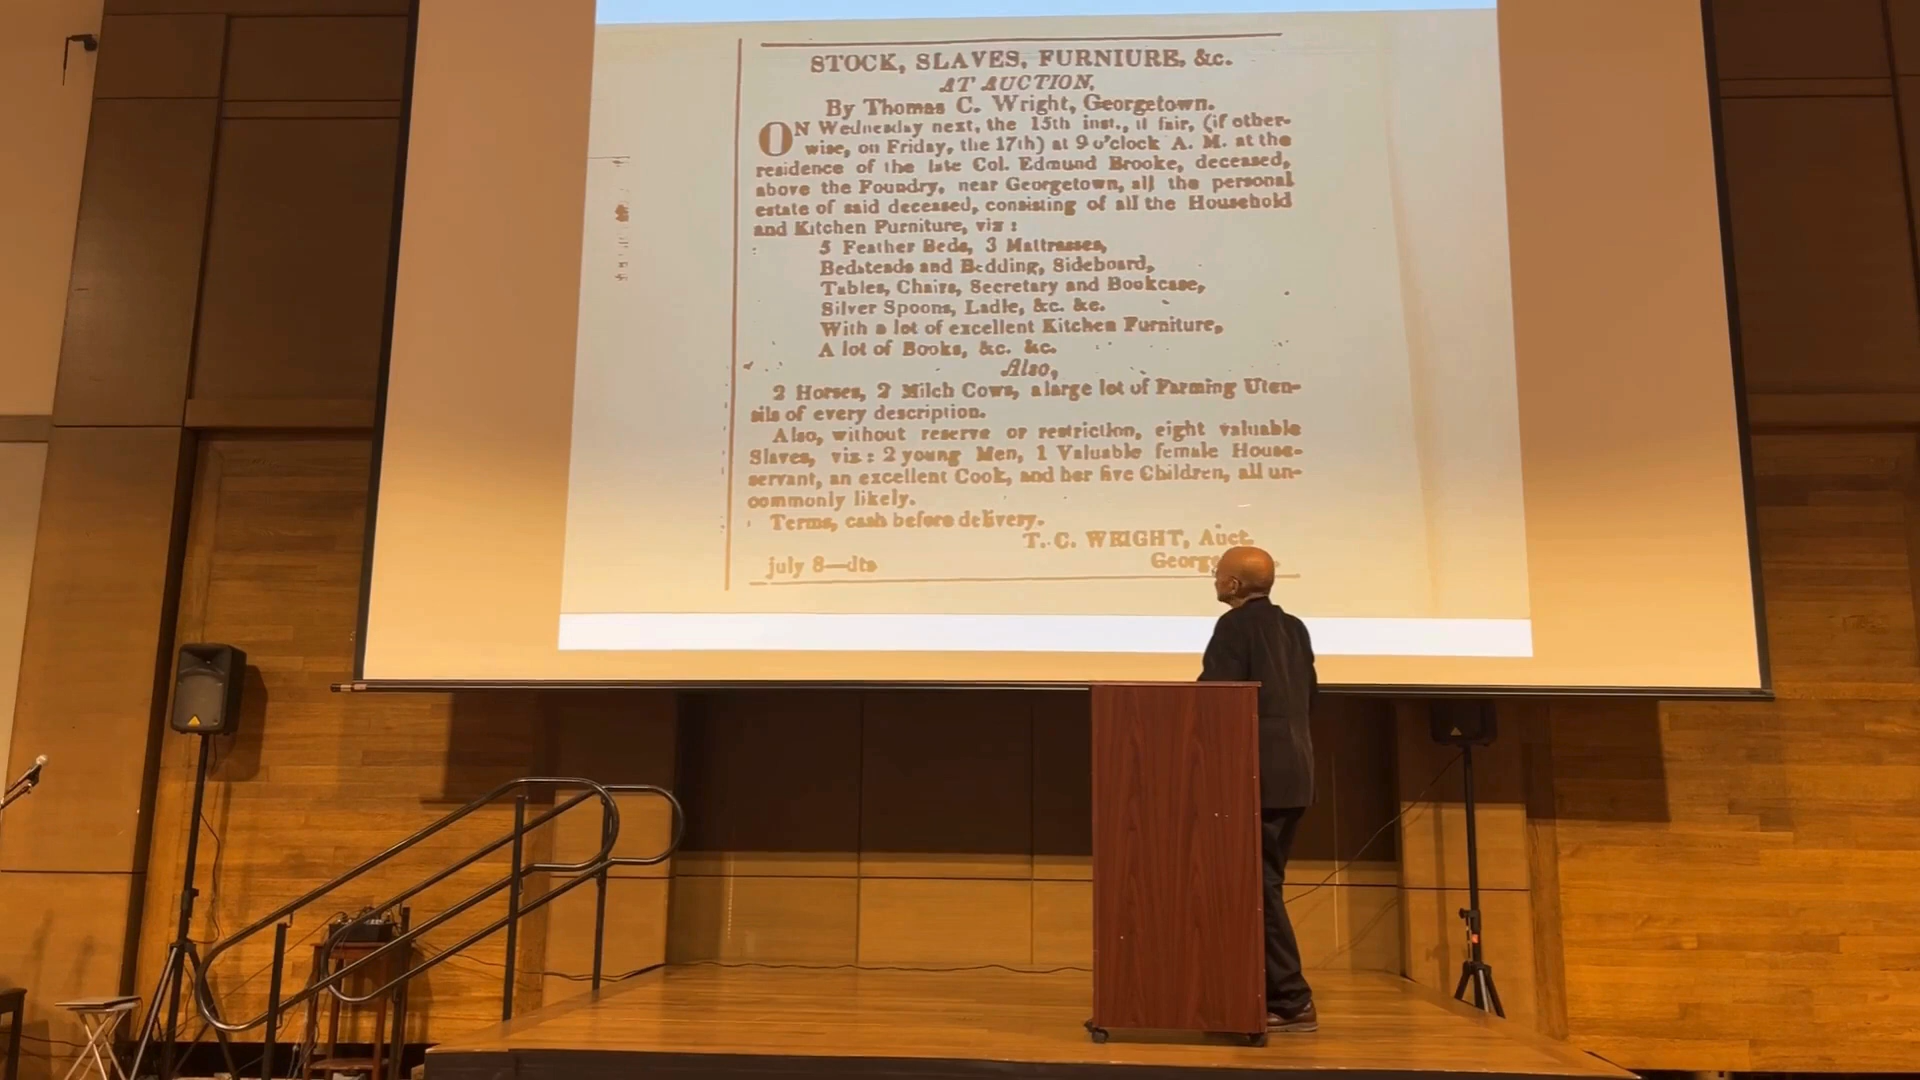 STOCK, SLAVES, FURNIURE, &c.
AT AUCTION,
By Thomas C. Wright, Georgetown.
ON Wednesday next, the 15th inst., if fair, (if other-
wise, on Friday, the 17th) at 9 o'clock A. M. at the
residence of the late Col. Edmund Brooke, deceased,
above the Foundry, near Georgetown, all the personal
estate of said deceased, consisting of all the Household
and Kitchen Furniture, viz :
5 Feather Beds, 3 Mattrasses,
Bedsteads and Bedding, Sideboard,
Tables, Chairs, Secretary and Bookcase,
Silver Spoons, Ladle, &c. &c.
With a lot of excellent Kitchen Furniture,
A lot of Books, &c. &c.
Also,
2 Horses, 2 Milch Cows, a large lot of Farming Uten-
sils of every description.
Also, without reserve or restriction, eight valuable
Slaves, viz : 2 young Men, 1 Valuable female House-
servant, an excellent Cook, and her five Children, all un-
commonly likely.
Terms, cash before delivery.
T. C. WRIGHT, Auct.
july 8—dts Georg